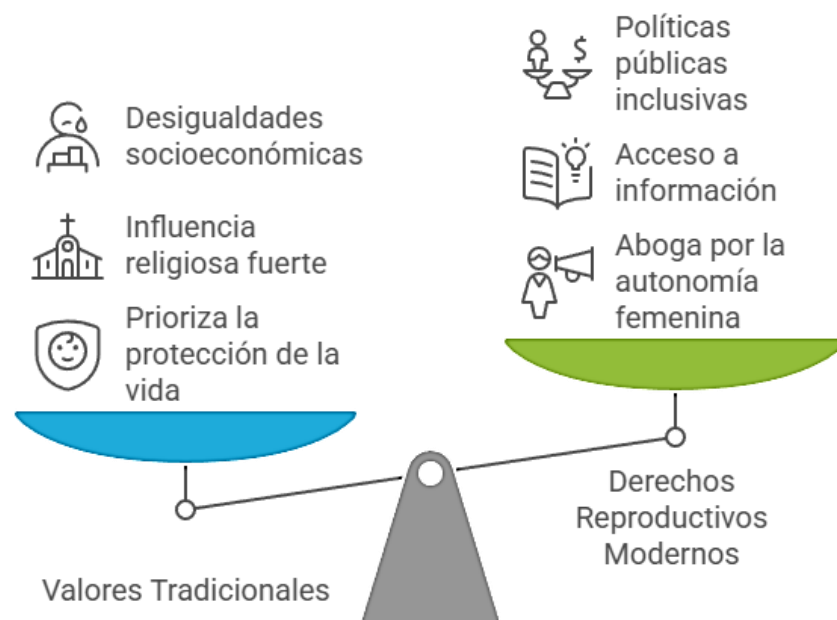 Desigualdades
socioeconómicas
Influencia
religiosa fuerte
Prioriza la
protección de la
vida
Valores Tradicionales
Políticas
públicas
inclusivas
$
Acceso a
información
Aboga por la
autonomía
femenina
Derechos
Reproductivos
Modernos